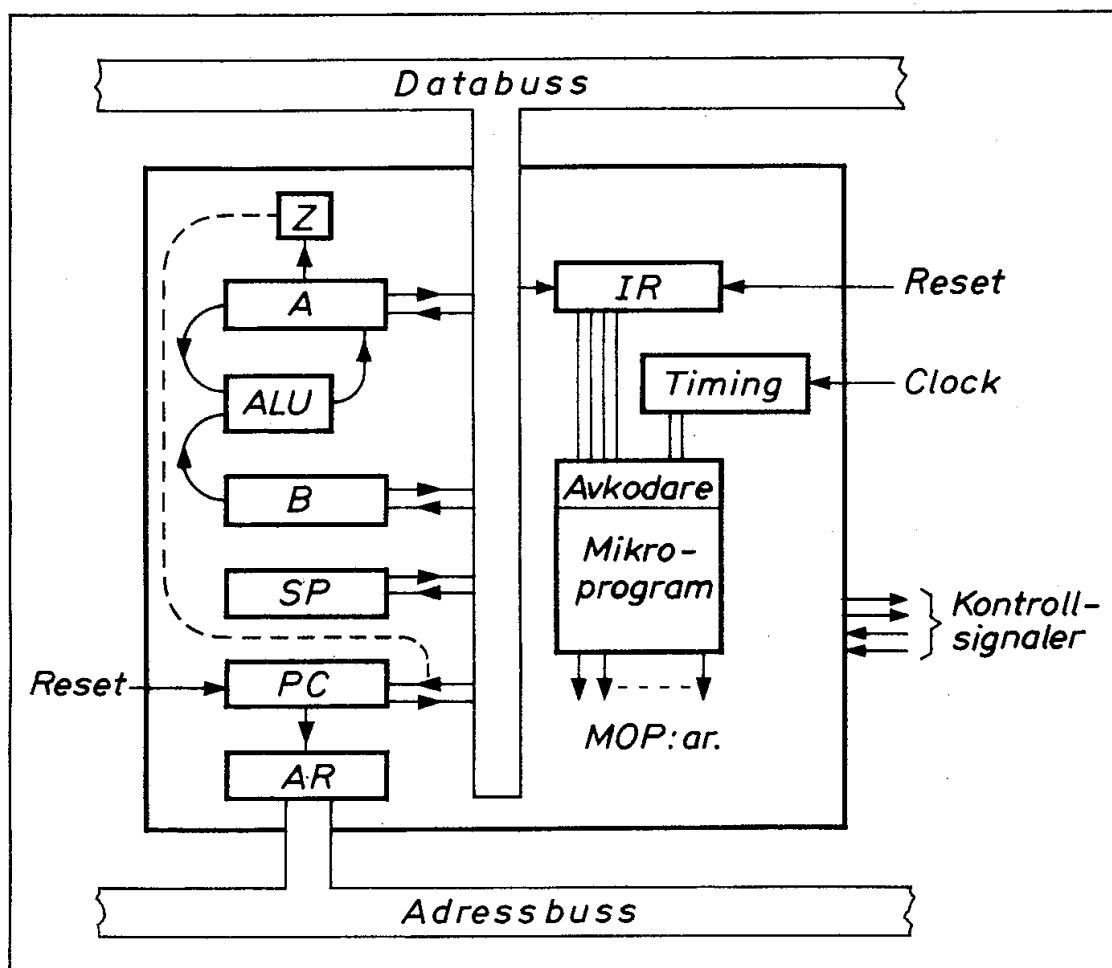 Databuss
Z
A
IR
Reset
ALU
Timing
Clock
B
Avkodare
Mikro-
program
SP
Kontroll-
signaler
Reset
PC
MOP:ar.
AR
Adressbuss